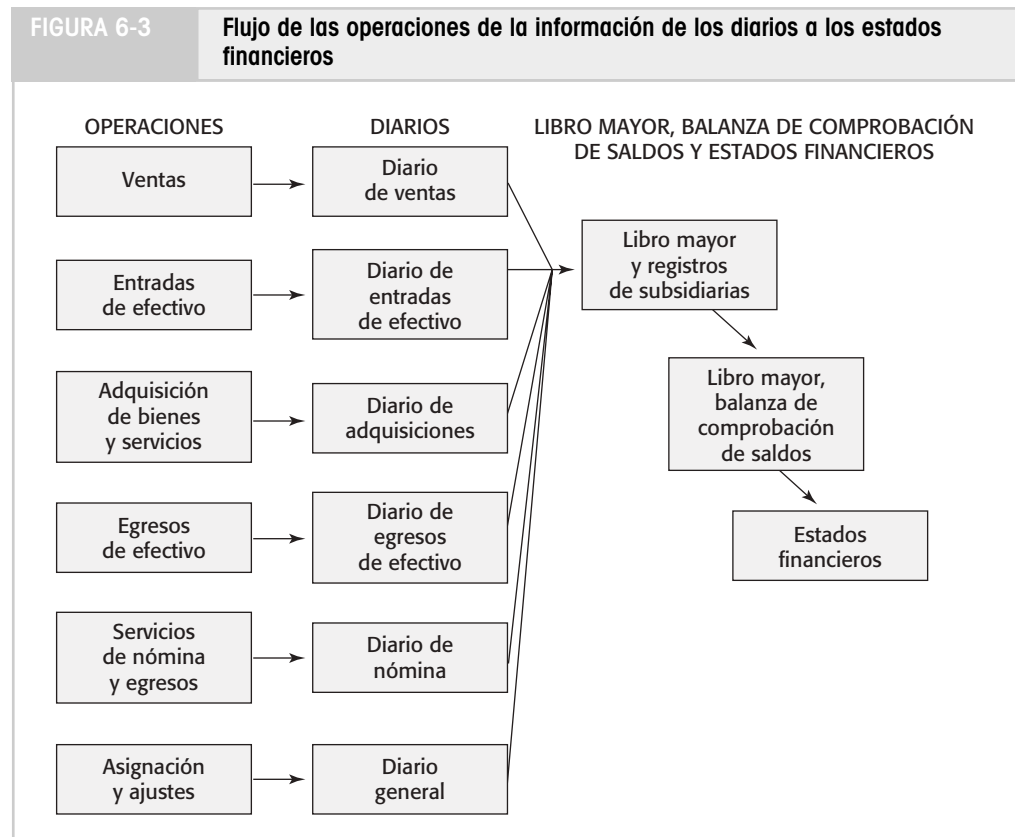 FIGURA 6-3
Flujo de las operaciones de la información de los diarios a los estados
financieros
OPERACIONES
DIARIOS
LIBRO MAYOR, BALANZA DE COMPROBACIÓN
DE SALDOS Y ESTADOS FINANCIEROS
Ventas
Diario
de ventas
Entradas
de efectivo
Diario de
entradas
de efectivo
Adquisición
de bienes
y servicios
Diario de
adquisiciones
Egresos
de efectivo
Diario de
egresos
de efectivo
Servicios
de nómina
y egresos
Diario de
nómina
Asignación
y ajustes
Diario
general
Libro mayor
y registros
de subsidiarias
Libro mayor,
balanza de
comprobación
de saldos
Estados
financieros